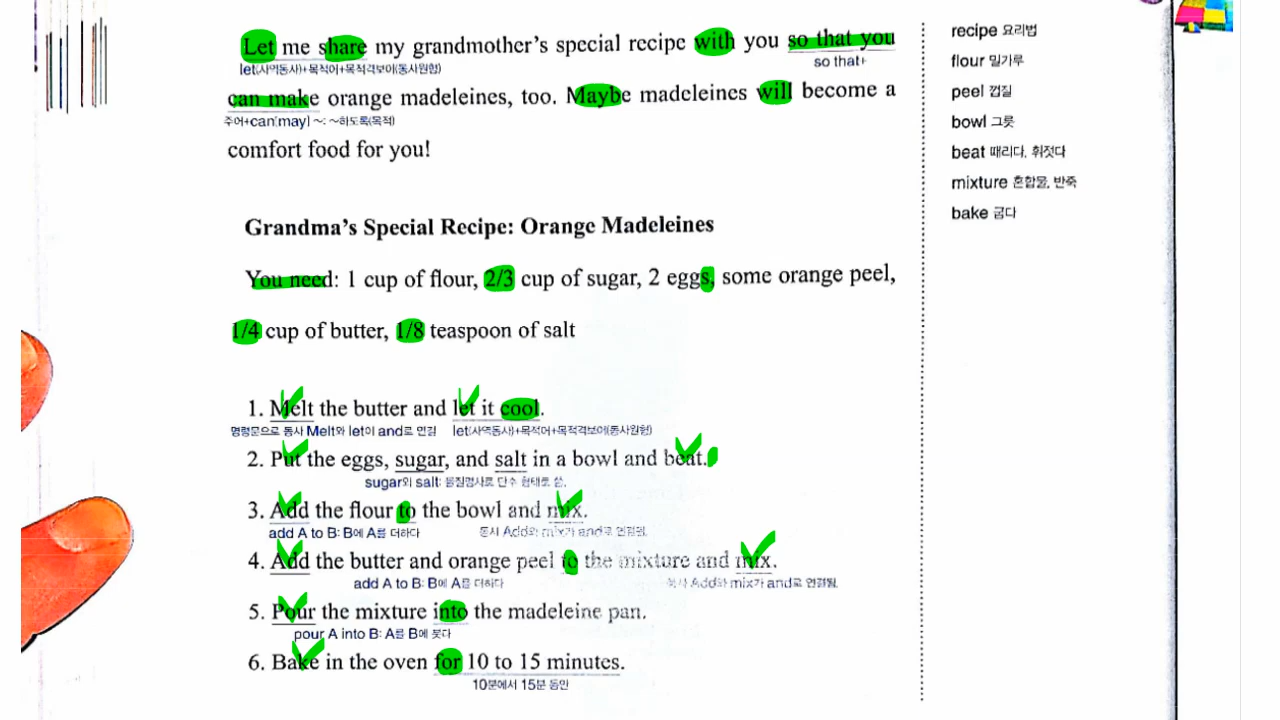 Let me share my grandmother's special recipe with you so that you
let(사역동사)+목적어+목적격보어(동사원형)
so that+
can make orange madeleines, too. Maybe madeleines will become a
주어+can[may] ~: ~하도록(목적)
comfort food for you!
Grandma's Special Recipe: Orange Madeleines
You need: 1 cup of flour, 2/3 cup of sugar, 2 eggs, some orange peel,
1/4 cup of butter, 1/8 teaspoon of salt
1. Melt the butter and let it cool.
명령문으로 동사 Melt와 let이 and로 연결
let(사역동사)+목적어+목적격보어(동사원형)
2. Put the eggs, sugar, and salt in a bowl and beat.
sugar와 salt: 물질명사로 단수 형태로 씀.
3. Add the flour to the bowl and mix.
add A to B: B에 A를 더하다
동사 Add와 mix가 and로 연결됨.
4. Add the butter and orange peel to the mixture and mix.
add A to B: B에 A를 더하다
동사 Add와 mix가 and로 연결됨.
5. Pour the mixture into the madeleine pan.
pour A into B: A를 B에 붓다
6. Bake in the oven for 10 to 15 minutes.
10분에서 15분 동안
recipe 요리법
flour 밀가루
peel 껍질
bowl 그릇
beat 때리다, 휘젓다
mixture 혼합물, 반죽
bake 굽다